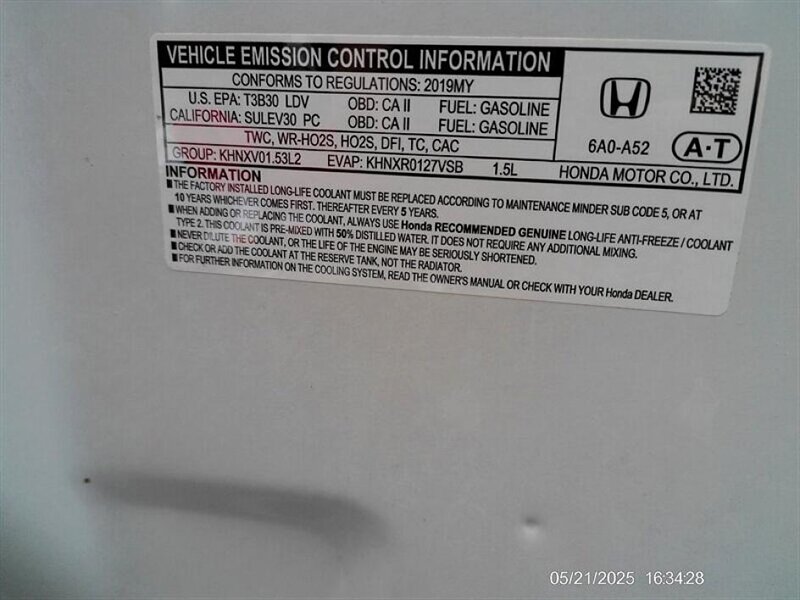 VEHICLE EMISSION CONTROL INFORMATION
CONFORMS TO REGULATIONS: 2019MY
U.S. EPA: T3B30 LDV OBD: CA II FUEL: GASOLINE
CALIFORNIA: SULEV30 PC OBD: CA II FUEL: GASOLINE
TWC, WR-HO2S, HO2S, DFI, TC, CAC
GROUP: KHNXV01.53L2 EVAP: KHNXR0127VSB 1.5L
6A0-A52 A·T
HONDA MOTOR CO., LTD.
INFORMATION
■THE FACTORY INSTALLED LONG-LIFE COOLANT MUST BE REPLACED ACCORDING TO MAINTENANCE MINDER SUB CODE 5, OR AT
10 YEARS WHICHEVER COMES FIRST. THEREAFTER EVERY 5 YEARS.
■WHEN ADDING OR REPLACING THE COOLANT, ALWAYS USE Honda RECOMMENDED GENUINE LONG-LIFE ANTI-FREEZE / COOLANT
TYPE 2. THIS COOLANT IS PRE-MIXED WITH 50% DISTILLED WATER. IT DOES NOT REQUIRE ANY ADDITIONAL MIXING.
■NEVER DILUTE THE COOLANT, OR THE LIFE OF THE ENGINE MAY BE SERIOUSLY SHORTENED.
■CHECK OR ADD THE COOLANT AT THE RESERVE TANK, NOT THE RADIATOR.
■FOR FURTHER INFORMATION ON THE COOLING SYSTEM, READ THE OWNER'S MANUAL OR CHECK WITH YOUR Honda DEALER.
05/21/2025 16:34:28